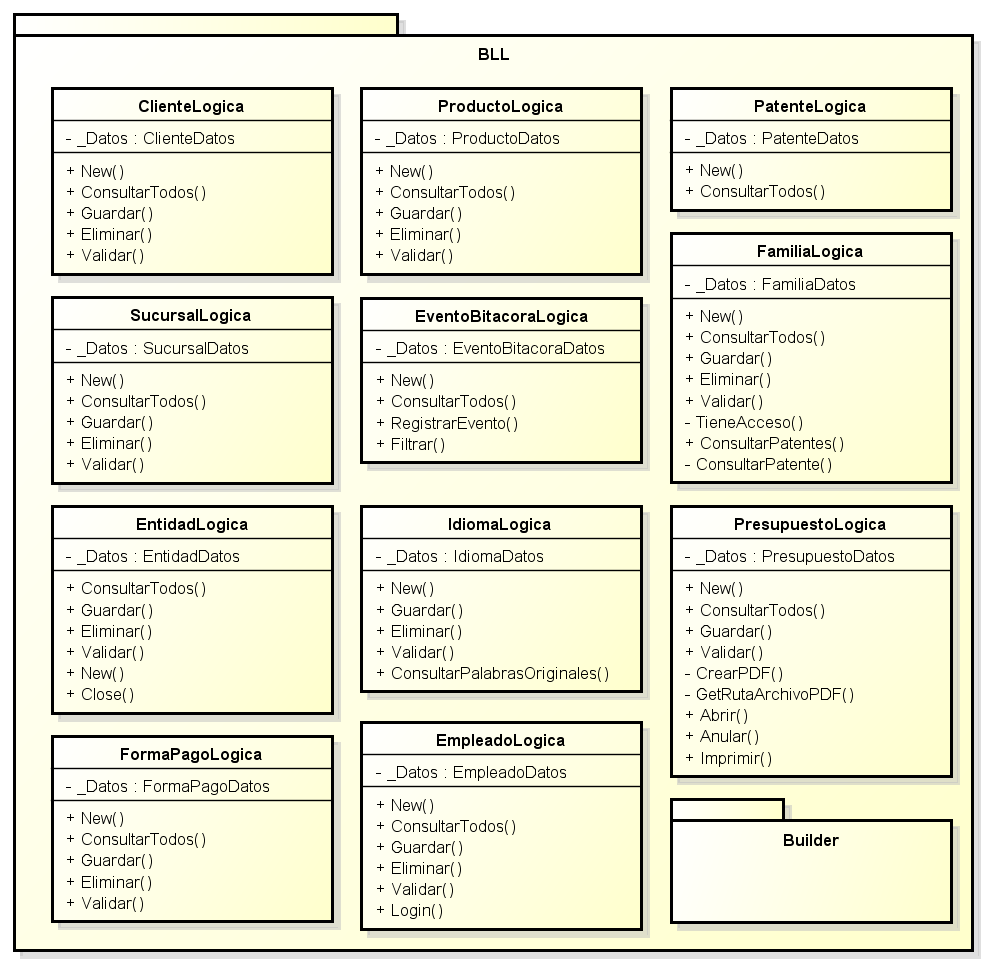 BLL
ClienteLogica
- _Datos : ClienteDatos
+ New()
+ ConsultarTodos()
+ Guardar()
+ Eliminar()
+ Validar()
ProductoLogica
- _Datos : ProductoDatos
+ New()
+ ConsultarTodos()
+ Guardar()
+ Eliminar()
+ Validar()
PatenteLogica
- _Datos : PatenteDatos
+ New()
+ ConsultarTodos()
FamiliaLogica
- _Datos : FamiliaDatos
+ New()
+ ConsultarTodos()
+ Guardar()
+ Eliminar()
+ Validar()
- TieneAcceso()
+ ConsultarPatentes()
- ConsultarPatente()
SucursalLogica
- _Datos : SucursalDatos
+ New()
+ ConsultarTodos()
+ Guardar()
+ Eliminar()
+ Validar()
EventoBitacoraLogica
- _Datos : EventoBitacoraDatos
+ New()
+ ConsultarTodos()
+ RegistrarEvento()
+ Filtrar()
EntidadLogica
- _Datos : EntidadDatos
+ ConsultarTodos()
+ Guardar()
+ Eliminar()
+ Validar()
+ New()
+ Close()
IdiomaLogica
- _Datos : IdiomaDatos
+ New()
+ Guardar()
+ Eliminar()
+ Validar()
+ ConsultarPalabrasOriginales()
PresupuestoLogica
- _Datos : PresupuestoDatos
+ New()
+ ConsultarTodos()
+ Guardar()
+ Validar()
- CrearPDF()
- GetRutaArchivoPDF()
+ Abrir()
+ Anular()
+ Imprimir()
FormaPagoLogica
- _Datos : FormaPagoDatos
+ New()
+ ConsultarTodos()
+ Guardar()
+ Eliminar()
+ Validar()
EmpleadoLogica
- _Datos : EmpleadoDatos
+ New()
+ ConsultarTodos()
+ Guardar()
+ Eliminar()
+ Validar()
+ Login()
Builder